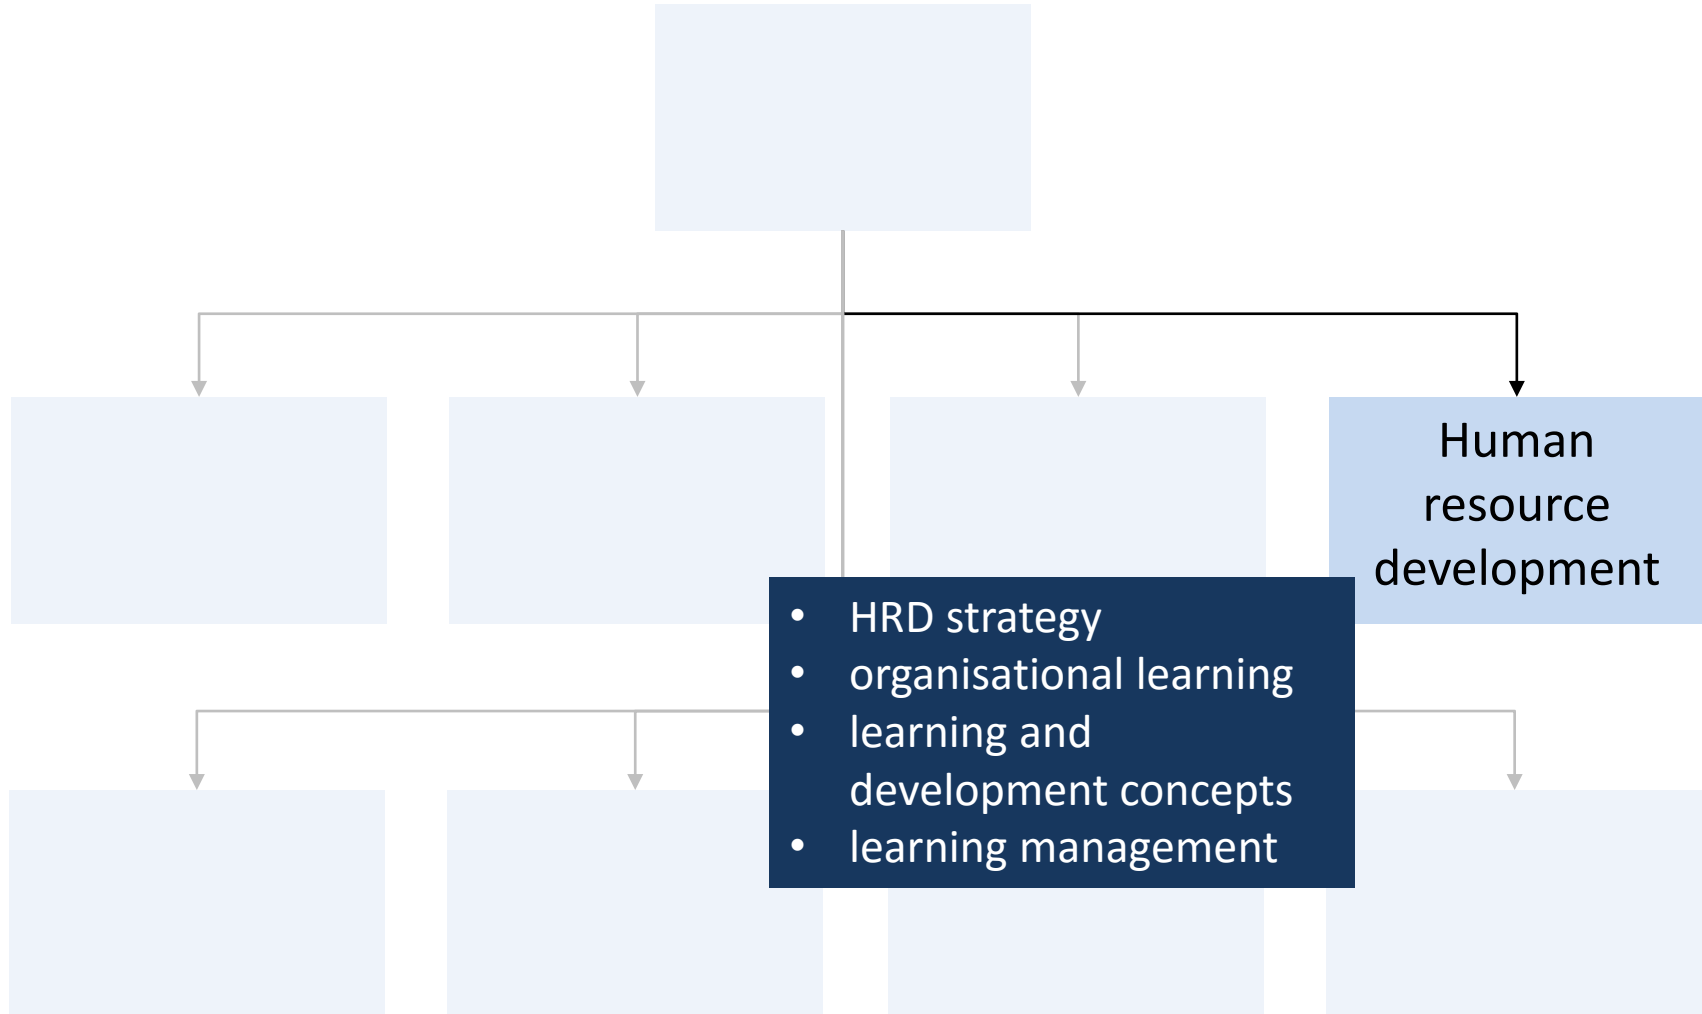 Human
resource
development
• HRD strategy
• organisational learning
• learning and
development concepts
• learning management